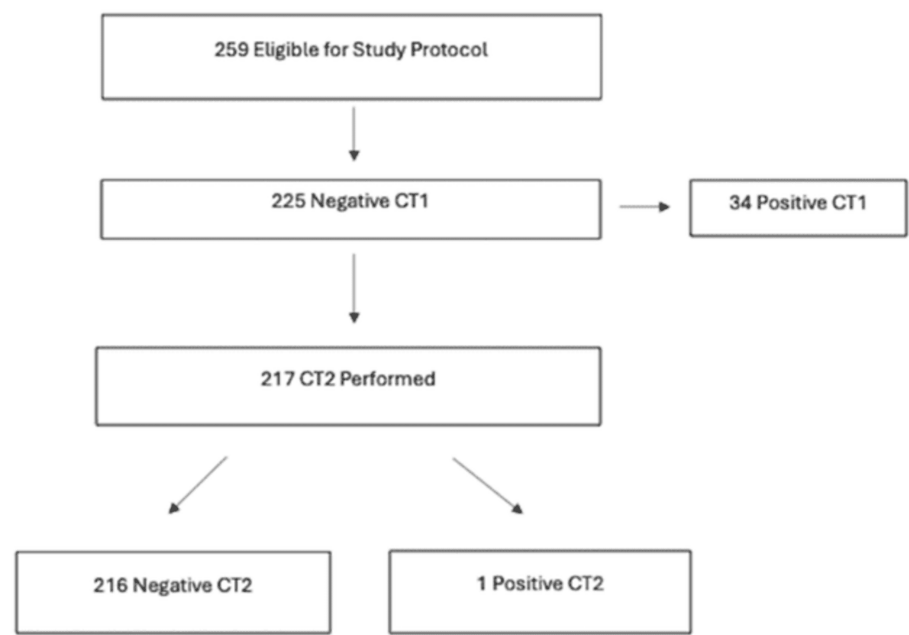 259 Eligible for Study Protocol
225 Negative CT1
34 Positive CT1
217 CT2 Performed
216 Negative CT2
1 Positive CT2